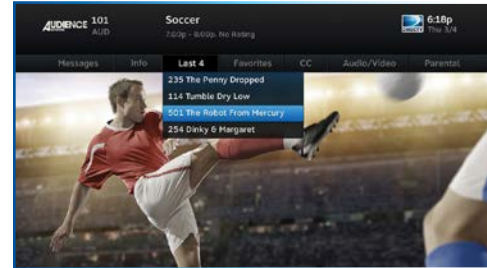 AUDIENCE 101
AUD
Soccer
7:00p - 8:00p, No Rating
DIRECTV
6:18p
Thu 3/4
Messages Info Last 4 Favorites CC Audio/Video Parental
235 The Penny Dropped
114 Tumble Dry Low
501 The Robot From Mercury
254 Dinky & Margaret